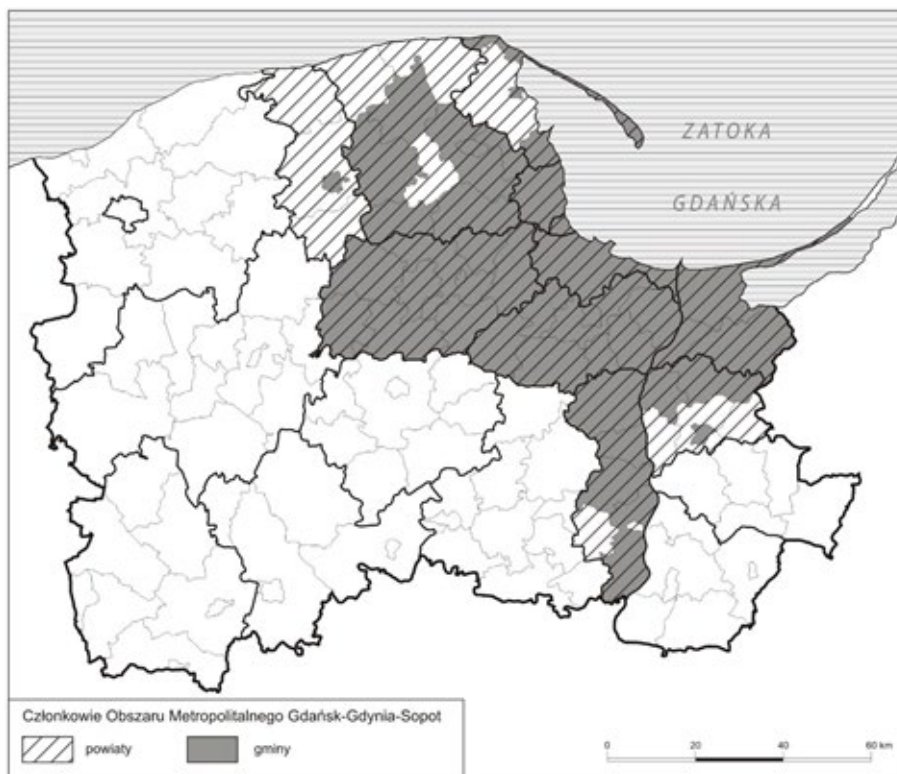 ZATOKA
GDAŃSKA
Członkowie Obszaru Metropolitalnego Gdańsk-Gdynia-Sopot
powiaty
gminy
0 20 40 60 km